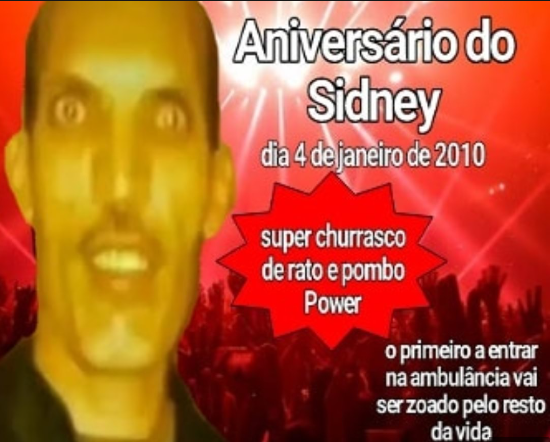 Aniversário do
Sidney
dia 4 de janeiro de 2010
super churrasco
de rato e pombo
Power
o primeiro a entrar
na ambulância vai
ser zoado pelo resto
da vida